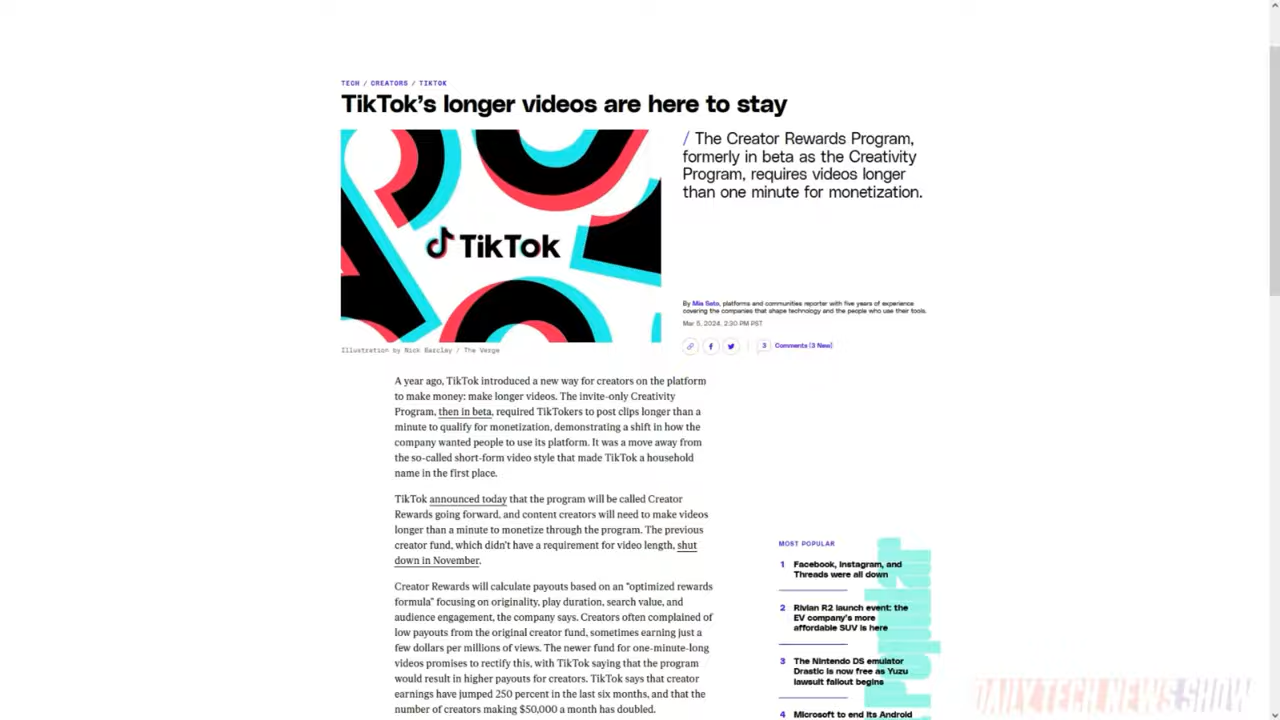 TECH / CREATORS / TIKTOK
TikTok's longer videos are here to stay
TikTok
/ The Creator Rewards Program,
formerly in beta as the Creativity
Program, requires videos longer
than one minute for monetization.
By Mia Sato, platforms and communities reporter with five years of experience
covering the companies that shape technology and the people who use their tools.
Mar 5, 2024, 2:30 PM PST
3 Comments (3 New)
Illustration by Nick Barclay / The Verge
A year ago, TikTok introduced a new way for creators on the platform
to make money: make longer videos. The invite-only Creativity
Program, then in beta, required TikTokers to post clips longer than a
minute to qualify for monetization, demonstrating a shift in how the
company wanted people to use its platform. It was a move away from
the so-called short-form video style that made TikTok a household
name in the first place.
TikTok announced today that the program will be called Creator
Rewards going forward, and content creators will need to make videos
longer than a minute to monetize through the program. The previous
creator fund, which didn't have a requirement for video length, shut
down in November.
Creator Rewards will calculate payouts based on an "optimized rewards
formula" focusing on originality, play duration, search value, and
audience engagement, the company says. Creators often complained of
low payouts from the original creator fund, sometimes earning just a
few dollars per millions of views. The newer fund for one-minute-long
videos promises to rectify this, with TikTok saying that the program
would result in higher payouts for creators. TikTok says that creator
earnings have jumped 250 percent in the last six months, and that the
number of creators making $50,000 a month has doubled.
MOST POPULAR
1 Facebook, Instagram, and
Threads were all down
2 Rivian R2 launch event: the
EV company's more
affordable SUV is here
3 The Nintendo DS emulator
Drastic is now free as Yuzu
lawsuit fallout begins
4 Microsoft to end its Android
DAILY TECH NEWS SHOW